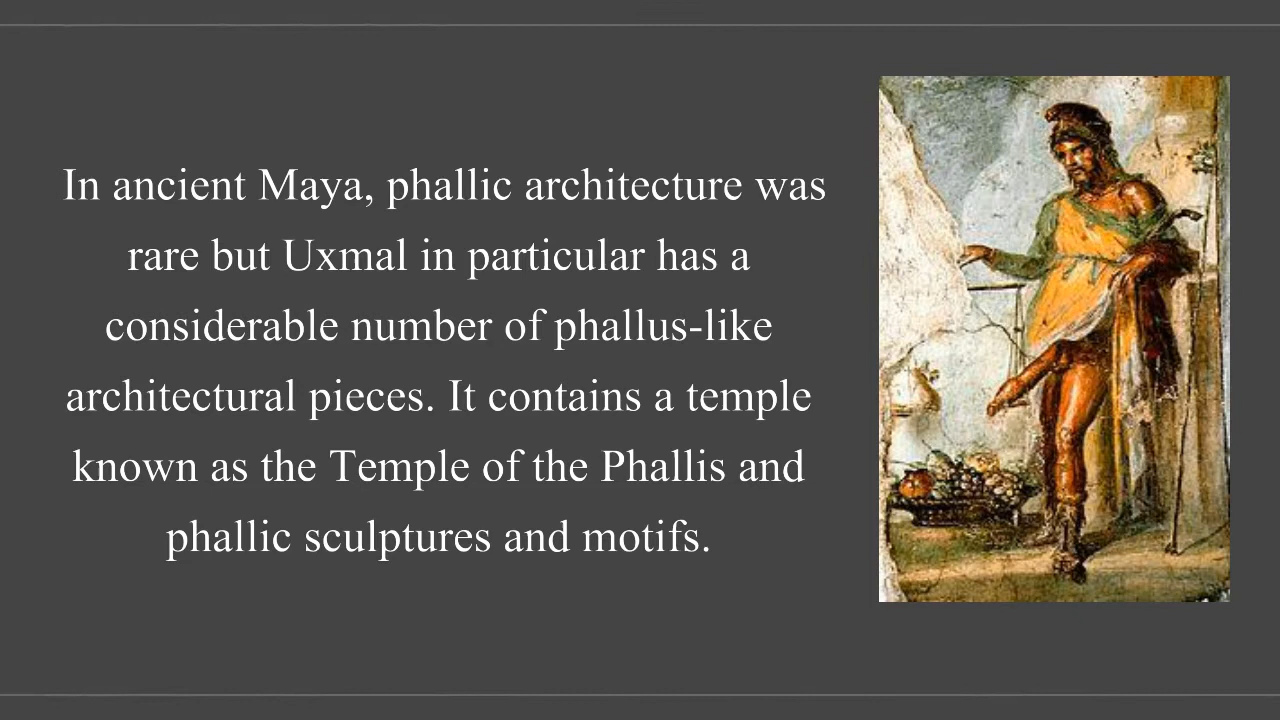 In ancient Maya, phallic architecture was
rare but Uxmal in particular has a
considerable number of phallus-like
architectural pieces. It contains a temple
known as the Temple of the Phallis and
phallic sculptures and motifs.